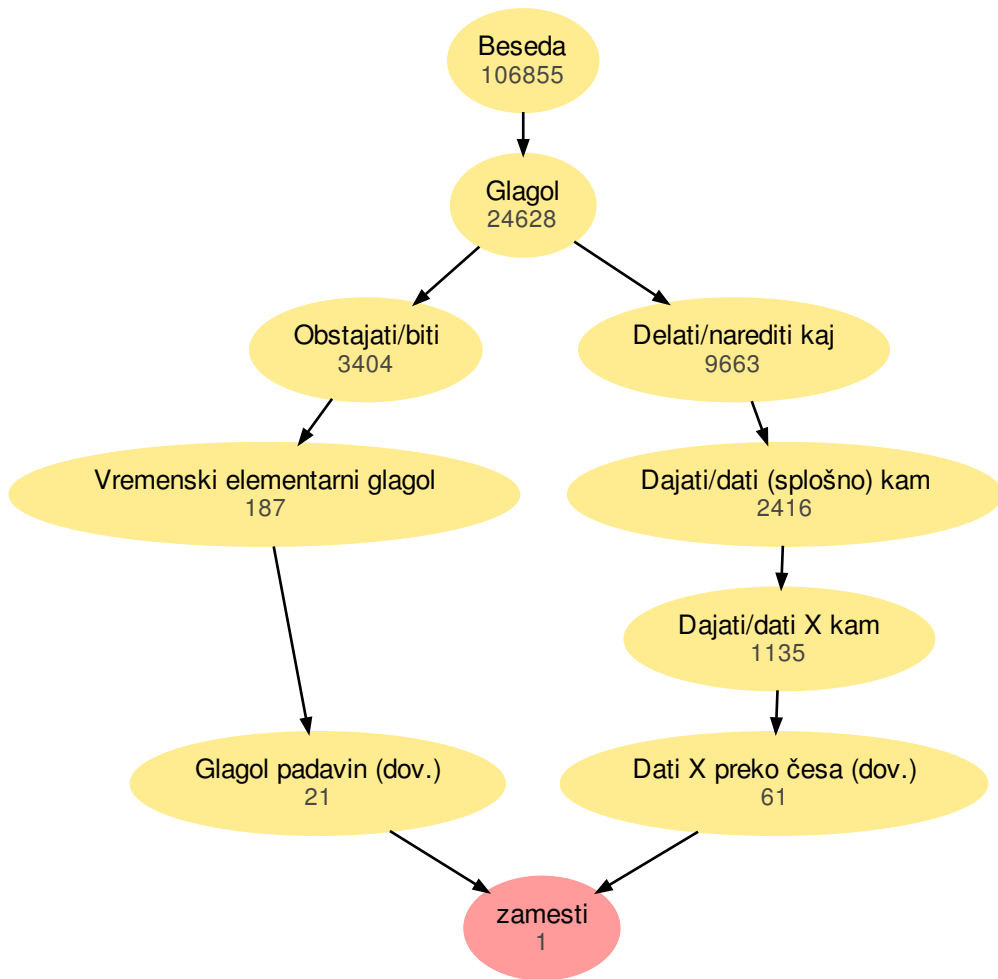 Beseda
106855
Glagol
24628
Obstajati/biti
3404
Delati/narediti kaj
9663
Vremenski elementarni glagol
187
Dajati/dati (splošno) kam
2416
Dajati/dati X kam
1135
Glagol padavin (dov.)
21
Dati X preko česa (dov.)
61
zamesti
1